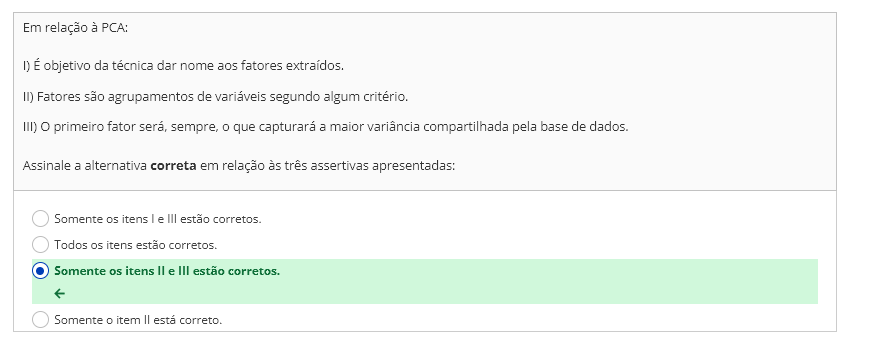 Em relação à PCA:
I) É objetivo da técnica dar nome aos fatores extraídos.
II) Fatores são agrupamentos de variáveis segundo algum critério.
III) O primeiro fator será, sempre, o que capturará a maior variância compartilhada pela base de dados.
Assinale a alternativa correta em relação às três assertivas apresentadas:
Somente os itens I e III estão corretos.
Todos os itens estão corretos.
Somente os itens II e III estão corretos.
Somente o item II está correto.